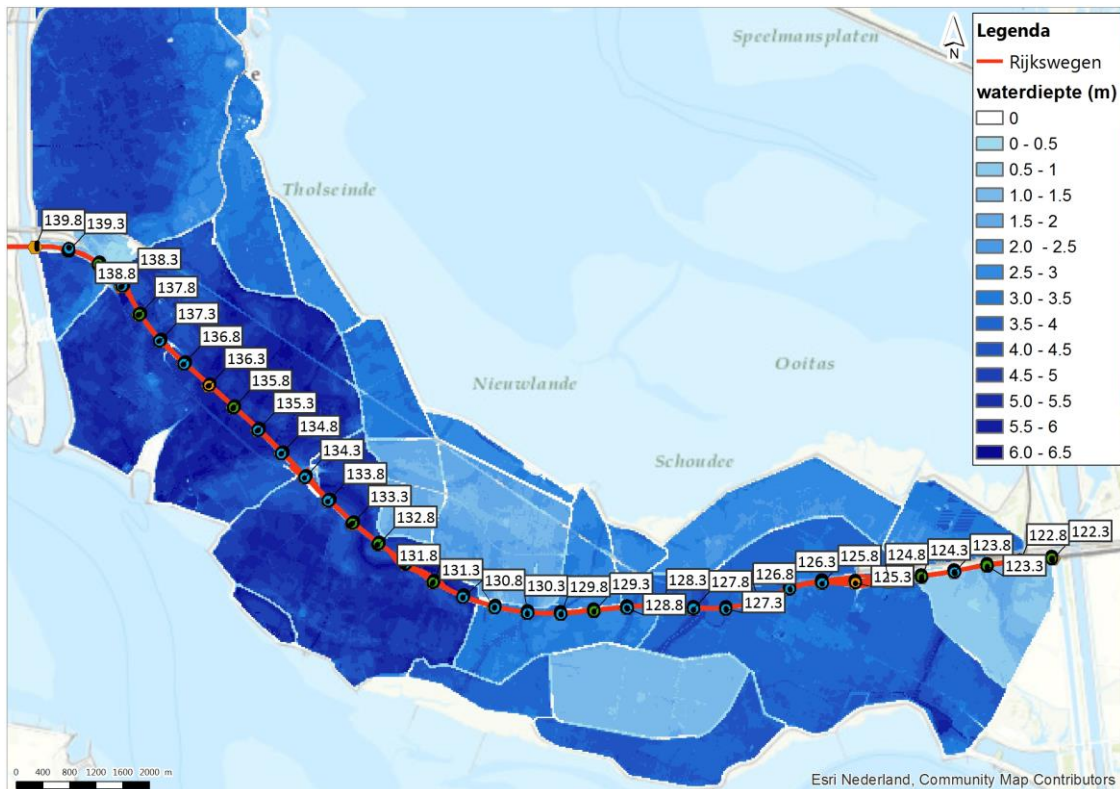 Speelmansplaten
N
Legenda
Rijkswegen
waterdiepte (m)
0
0 - 0.5
0.5 - 1
1.0 - 1.5
1.5 - 2
2.0 - 2.5
2.5 - 3
3.0 - 3.5
3.5 - 4
4.0 - 4.5
4.5 - 5
5.0 - 5.5
5.5 - 6
6.0 - 6.5
e
Tholseinde
139.8
139.3
138.3
138.8
137.8
137.3
136.8
136.3
135.8
135.3
134.8
134.3
133.8
133.3
132.8
131.8
131.3
130.8
130.3
129.8
129.3
128.8
128.3
127.8
127.3
126.8
126.3
125.8
125.3
124.8
124.3
123.8
123.3
122.8
122.3
Nieuwlande
Ooitas
Schoudee
0 400 800 1200 1600 2000 m
Esri Nederland, Community Map Contributors